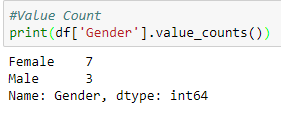 #Value Count
print(df['Gender'].value_counts())
Female    7
Male      3
Name: Gender, dtype: int64